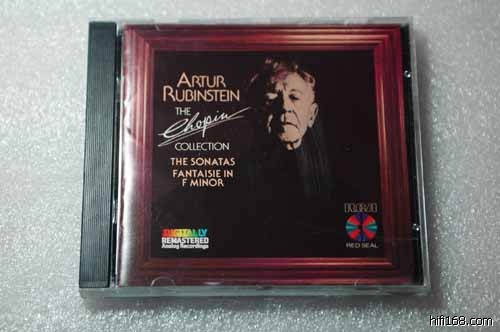 ARTUR
RUBINSTEIN
THE
Chopin
COLLECTION
THE SONATAS
FANTAISIE IN
F MINOR
DIGITALLY
REMASTERED
Analog Recordings
RCA
RED SEAL
hifi168.com